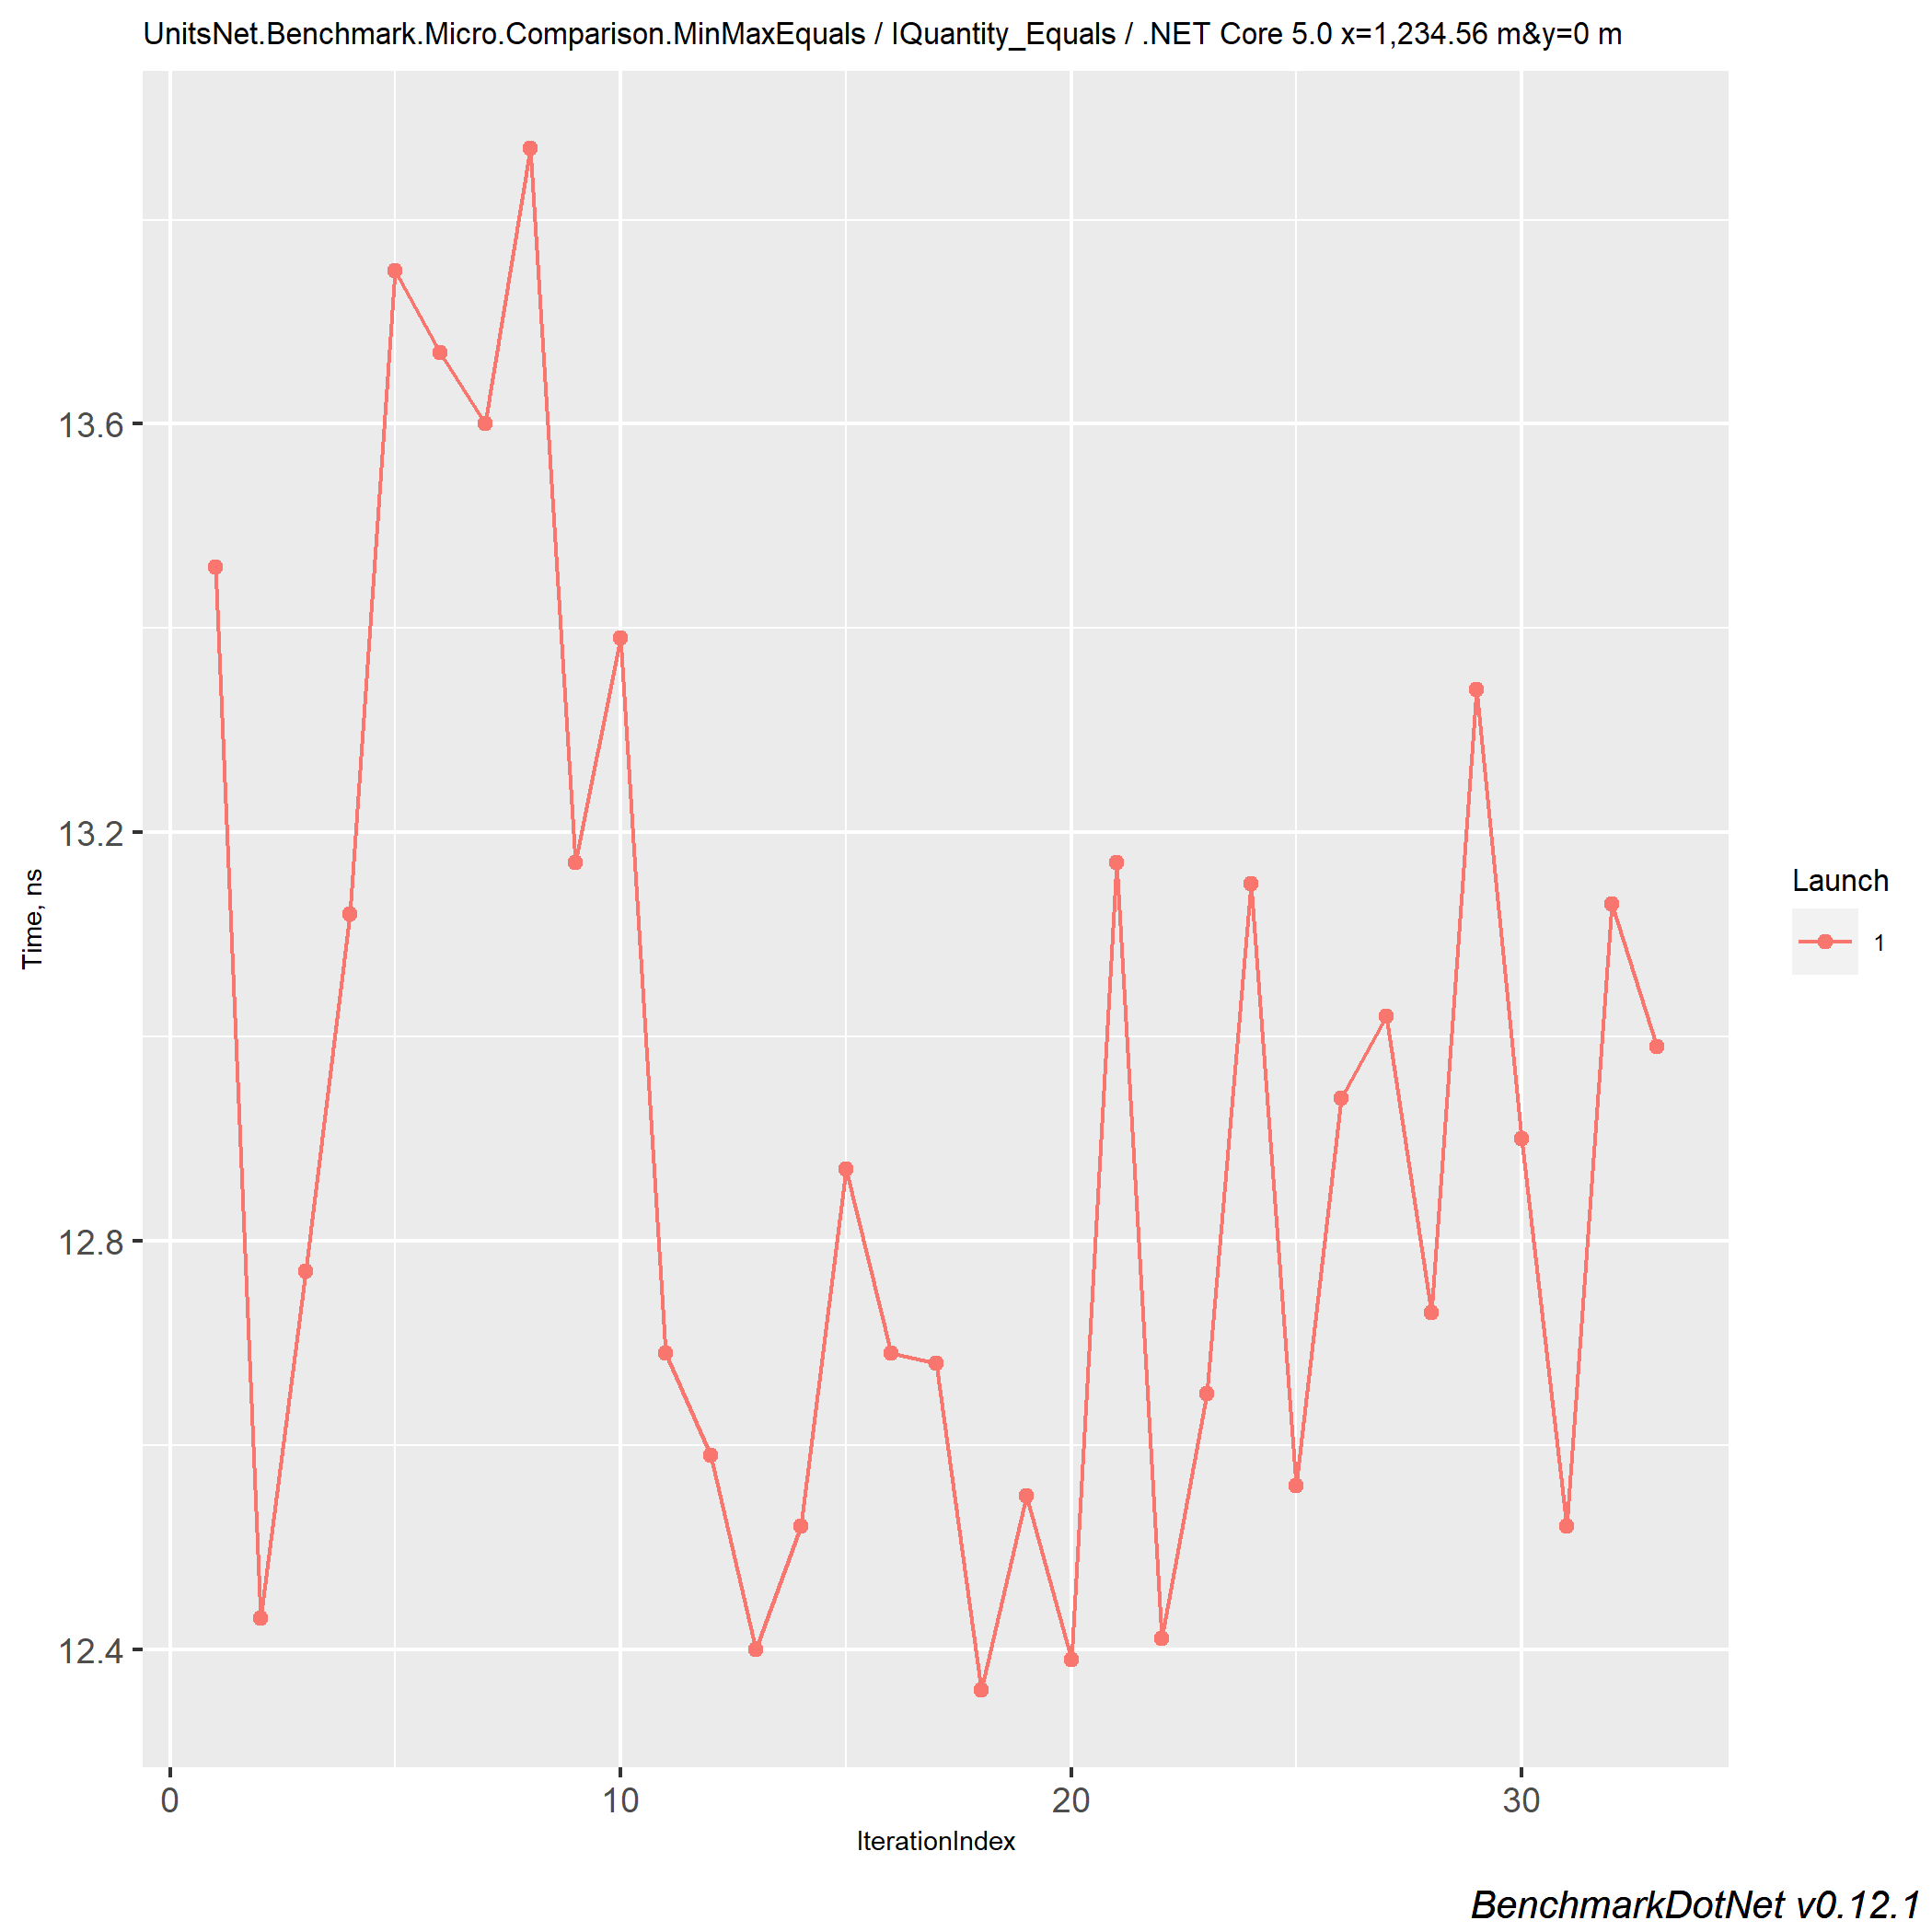 UnitsNet.Benchmark.Micro.Comparison.MinMaxEquals / IQuantity_Equals / .NET Core 5.0 x=1,234.56 m&y=0 m
13.6
13.2
12.8
12.4
Time, ns
0 10 20 30
IterationIndex
Launch
1
BenchmarkDotNet v0.12.1